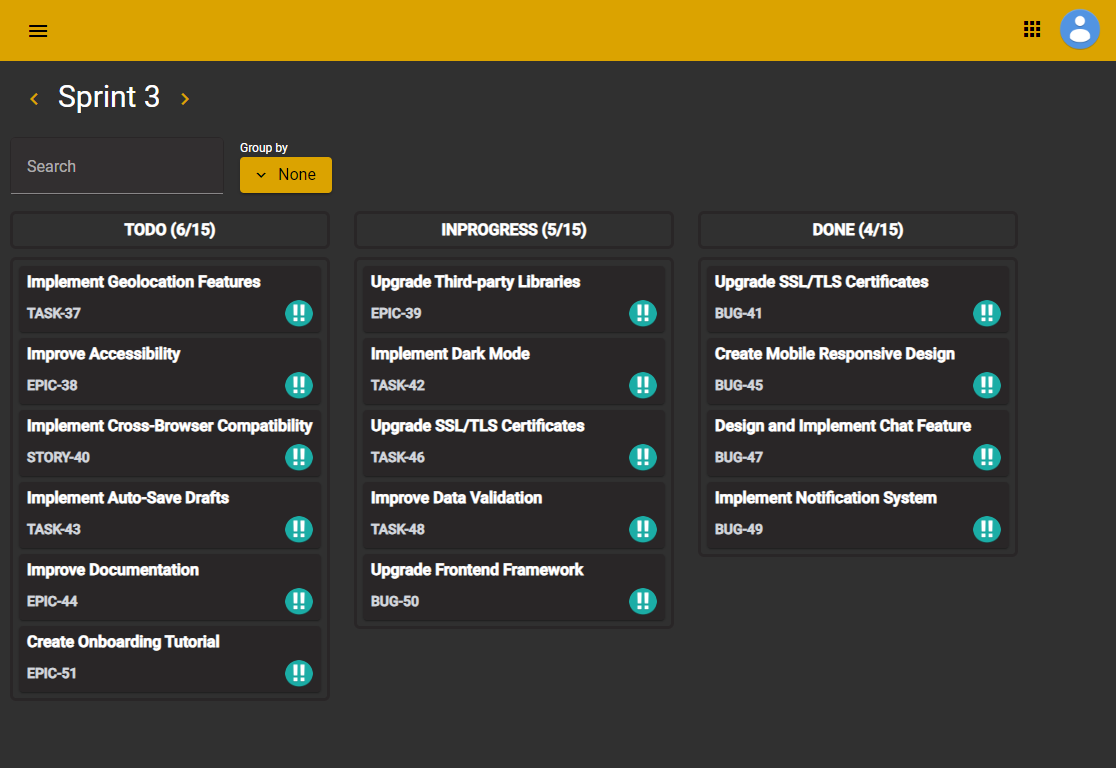 Sprint 3
Search
Group by
None
TODO (6/15)
Implement Geolocation Features
TASK-37
Improve Accessibility
EPIC-38
Implement Cross-Browser Compatibility
STORY-40
Implement Auto-Save Drafts
TASK-43
Improve Documentation
EPIC-44
Create Onboarding Tutorial
EPIC-51
INPROGRESS (5/15)
Upgrade Third-party Libraries
EPIC-39
Implement Dark Mode
TASK-42
Upgrade SSL/TLS Certificates
TASK-46
Improve Data Validation
TASK-48
Upgrade Frontend Framework
BUG-50
DONE (4/15)
Upgrade SSL/TLS Certificates
BUG-41
Create Mobile Responsive Design
BUG-45
Design and Implement Chat Feature
BUG-47
Implement Notification System
BUG-49